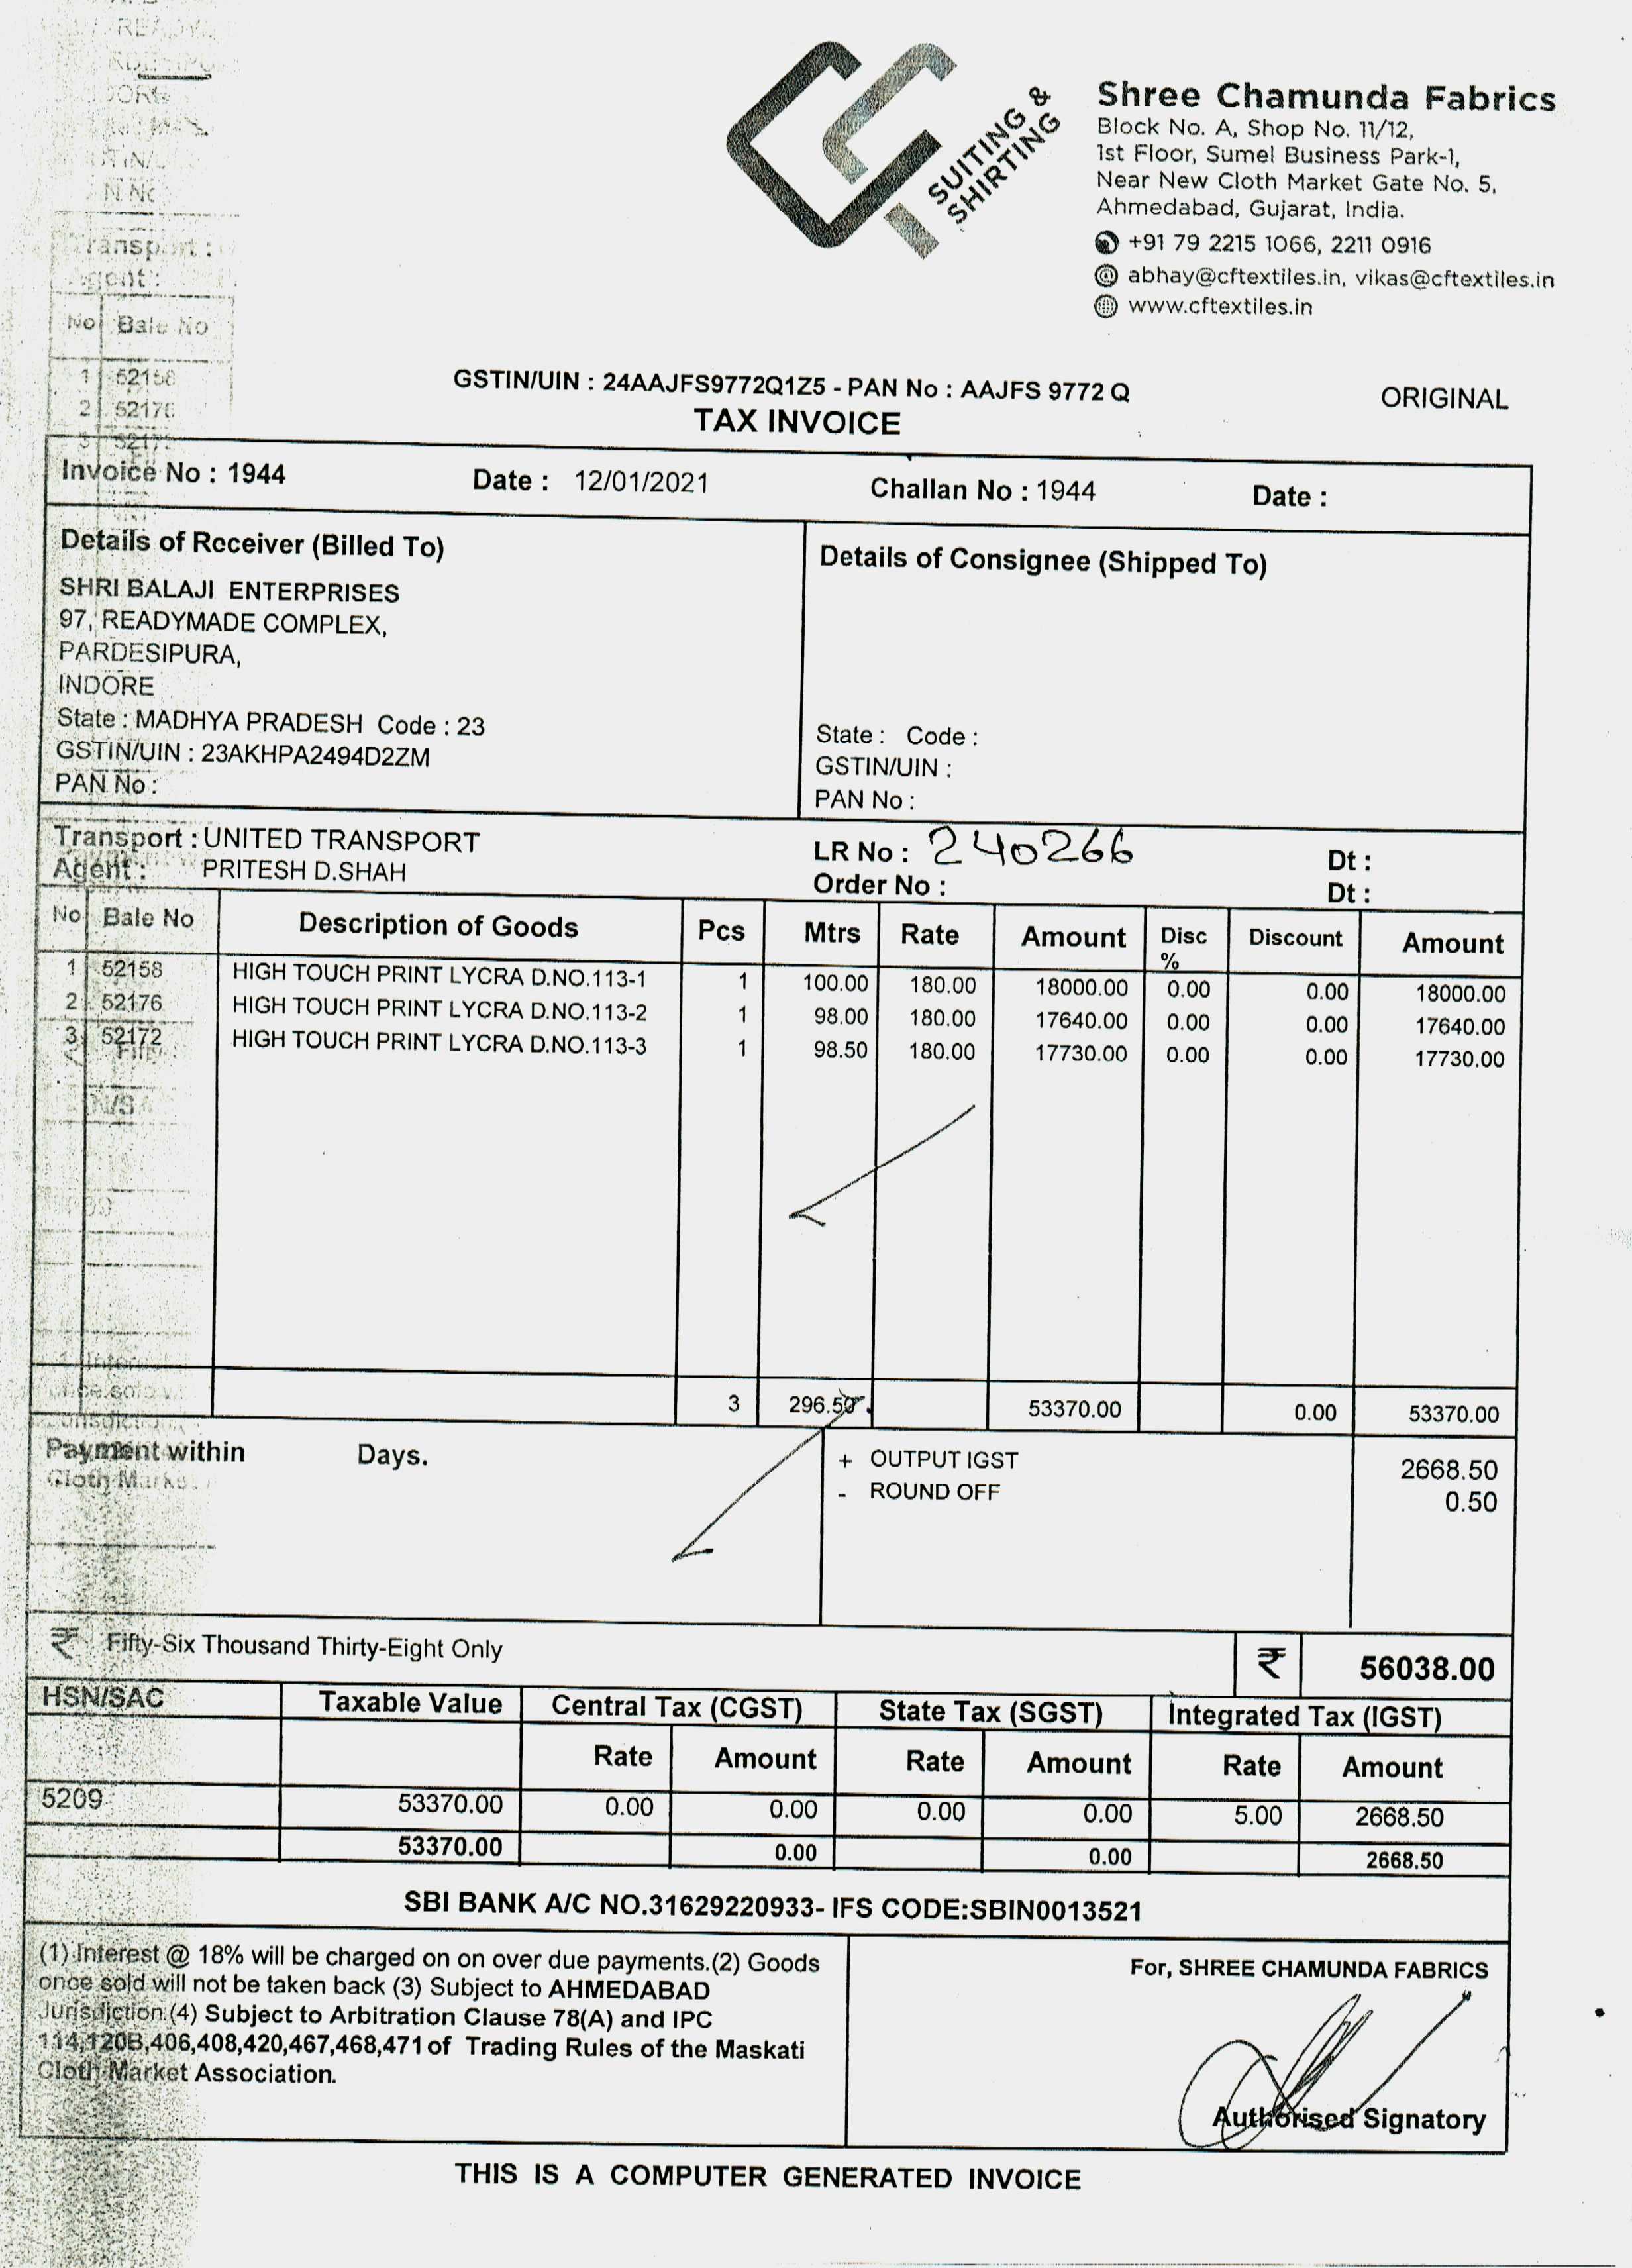 SUITING &
SHIRTING
Shree Chamunda Fabrics
Block No. A, Shop No. 11/12,
1st Floor, Sumel Business Park-1,
Near New Cloth Market Gate No. 5,
Ahmedabad, Gujarat, India.
+91 79 2215 1066, 2211 0916
abhay@cftextiles.in, vikas@cftextiles.in
www.cftextiles.in
Transport :
Agent :
No Bale No
1 52158
2 52176
3 52172
GSTIN/UIN : 24AAJFS9772Q1Z5 - PAN No : AAJFS 9772 Q
ORIGINAL
TAX INVOICE
Invoice No : 1944 Date : 12/01/2021 Challan No : 1944 Date :
Details of Receiver (Billed To) Details of Consignee (Shipped To)
SHRI BALAJI ENTERPRISES
97, READYMADE COMPLEX,
PARDESIPURA,
INDORE
State : MADHYA PRADESH Code : 23 State : Code :
GSTIN/UIN : 23AKHPA2494D2ZM GSTIN/UIN :
PAN No : PAN No :
Transport : UNITED TRANSPORT LR No : 240266 Dt :
Agent : PRITESH D.SHAH Order No : Dt :
No Bale No Description of Goods Pcs Mtrs Rate Amount Disc % Discount Amount
1 52158 HIGH TOUCH PRINT LYCRA D.NO.113-1 1 100.00 180.00 18000.00 0.00 0.00 18000.00
2 52176 HIGH TOUCH PRINT LYCRA D.NO.113-2 1 98.00 180.00 17640.00 0.00 0.00 17640.00
3 52172 HIGH TOUCH PRINT LYCRA D.NO.113-3 1 98.50 180.00 17730.00 0.00 0.00 17730.00
3 296.50 53370.00 0.00 53370.00
Payment within Days. + OUTPUT IGST 2668.50
- ROUND OFF 0.50
₹ Fifty-Six Thousand Thirty-Eight Only ₹ 56038.00
HSN/SAC Taxable Value Central Tax (CGST) State Tax (SGST) Integrated Tax (IGST)
Rate Amount Rate Amount Rate Amount
5209 53370.00 0.00 0.00 0.00 0.00 5.00 2668.50
53370.00 0.00 0.00 2668.50
SBI BANK A/C NO.31629220933- IFS CODE:SBIN0013521
(1) Interest @ 18% will be charged on on over due payments.(2) Goods
once sold will not be taken back (3) Subject to AHMEDABAD
Jurisdiction.(4) Subject to Arbitration Clause 78(A) and IPC
114,120B,406,408,420,467,468,471 of Trading Rules of the Maskati
Cloth Market Association.
For, SHREE CHAMUNDA FABRICS
Authorised Signatory
THIS IS A COMPUTER GENERATED INVOICE